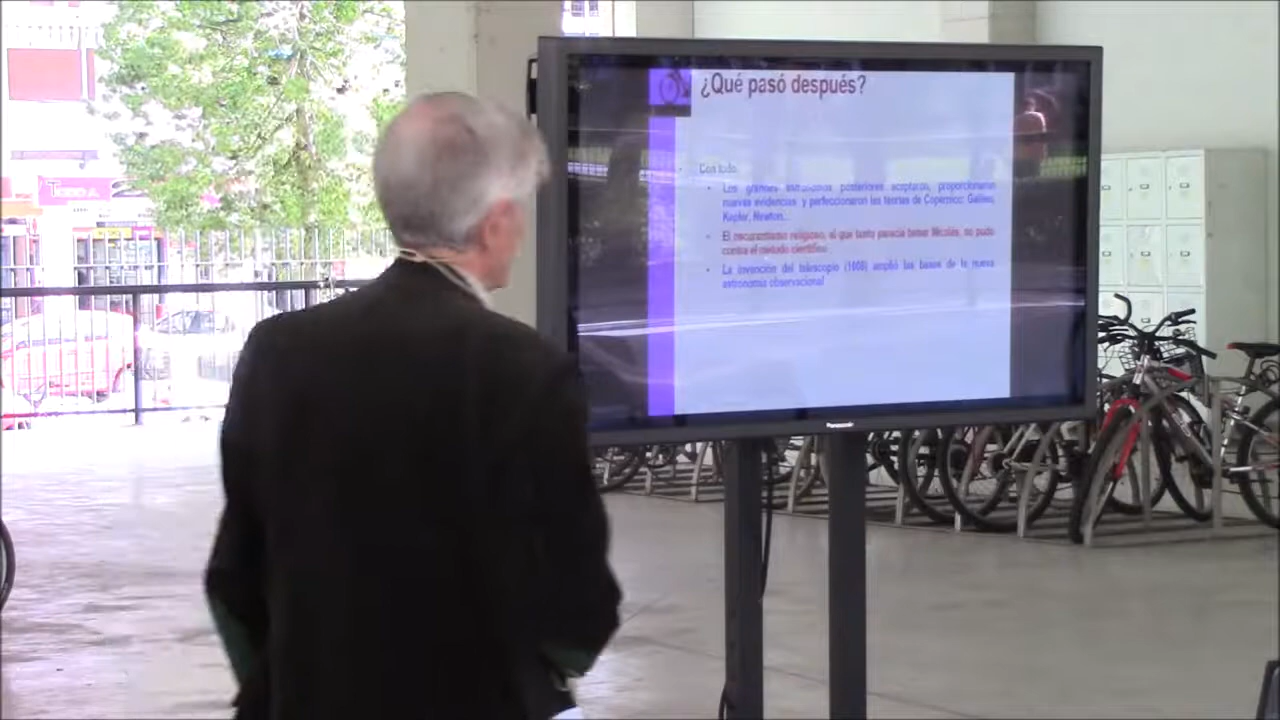 ¿Qué pasó después?
Con todo:
• Los grandes astrónomos posteriores aceptaron, proporcionaron
nuevas evidencias y perfeccionaron las teorías de Copérnico: Galileo,
Kepler, Newton...
• El oscurantismo religioso, al que tanto parecía temer Nicolás, no pudo
contra el método científico
• La invención del telescopio (1608) amplió las bases de la nueva
astronomía observacional
Panasonic
TODO A